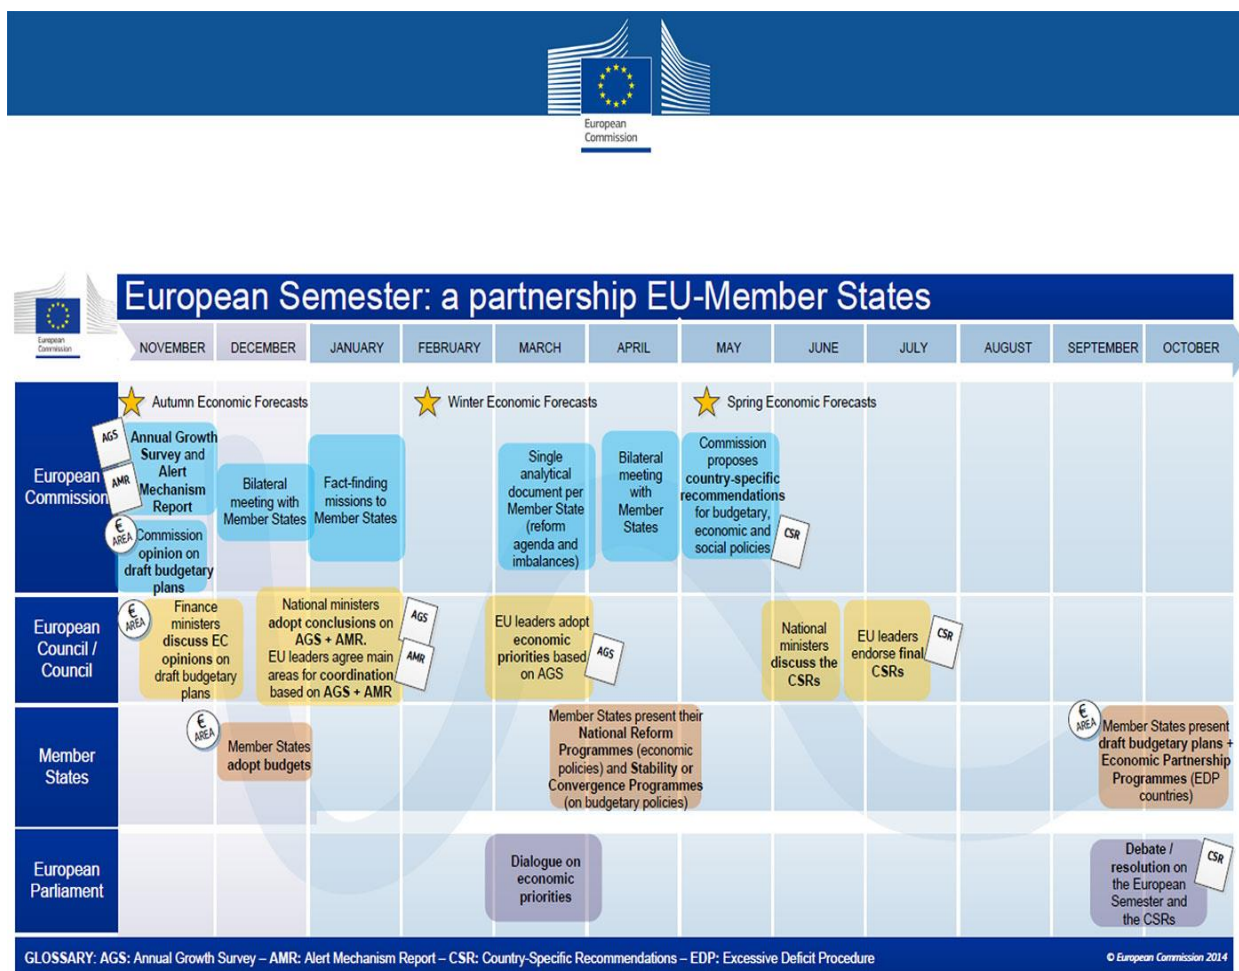 European
Commission
European Semester: a partnership EU-Member States
European
Commission
NOVEMBER
DECEMBER
JANUARY
FEBRUARY
MARCH
APRIL
MAY
JUNE
JULY
AUGUST
SEPTEMBER
OCTOBER
European
Commission
Autumn Economic Forecasts
Winter Economic Forecasts
Spring Economic Forecasts
AGS
AMR
Annual Growth
Survey and
Alert
Mechanism
Report
€
AREA
Commission
opinion on
draft budgetary
plans
Bilateral
meeting with
Member States
Fact-finding
missions to
Member States
Single
analytical
document per
Member State
(reform
agenda and
imbalances)
Bilateral
meeting
with
Member
States
Commission
proposes
country-specific
recommendations
for budgetary,
economic and
social policies
CSR
European
Council /
Council
€
AREA
Finance
ministers
discuss EC
opinions on
draft budgetary
plans
National ministers
adopt conclusions on
AGS + AMR.
EU leaders agree main
areas for coordination
based on AGS + AMR
AGS
AMR
EU leaders adopt
economic
priorities based
on AGS
AGS
National
ministers
discuss the
CSRs
EU leaders
endorse final
CSRs
CSR
Member
States
€
AREA
Member States
adopt budgets
Member States present their
National Reform
Programmes (economic
policies) and Stability or
Convergence Programmes
(on budgetary policies)
€
AREA
Member States present
draft budgetary plans +
Economic Partnership
Programmes (EDP
countries)
European
Parliament
Dialogue on
economic
priorities
Debate /
resolution on
the European
Semester and
the CSRs
CSR
GLOSSARY: AGS: Annual Growth Survey – AMR: Alert Mechanism Report – CSR: Country-Specific Recommendations – EDP: Excessive Deficit Procedure
© European Commission 2014